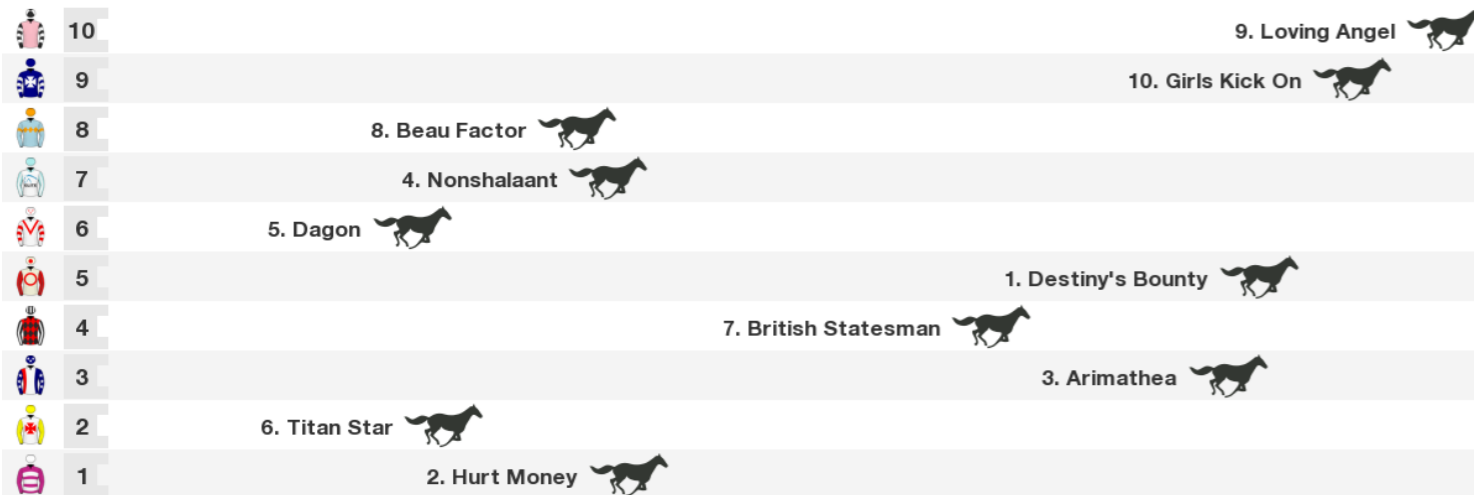 10 9. Loving Angel
9 10. Girls Kick On
8 8. Beau Factor
7 4. Nonshalaant
6 5. Dagon
5 1. Destiny's Bounty
4 7. British Statesman
3 3. Arimathea
2 6. Titan Star
1 2. Hurt Money